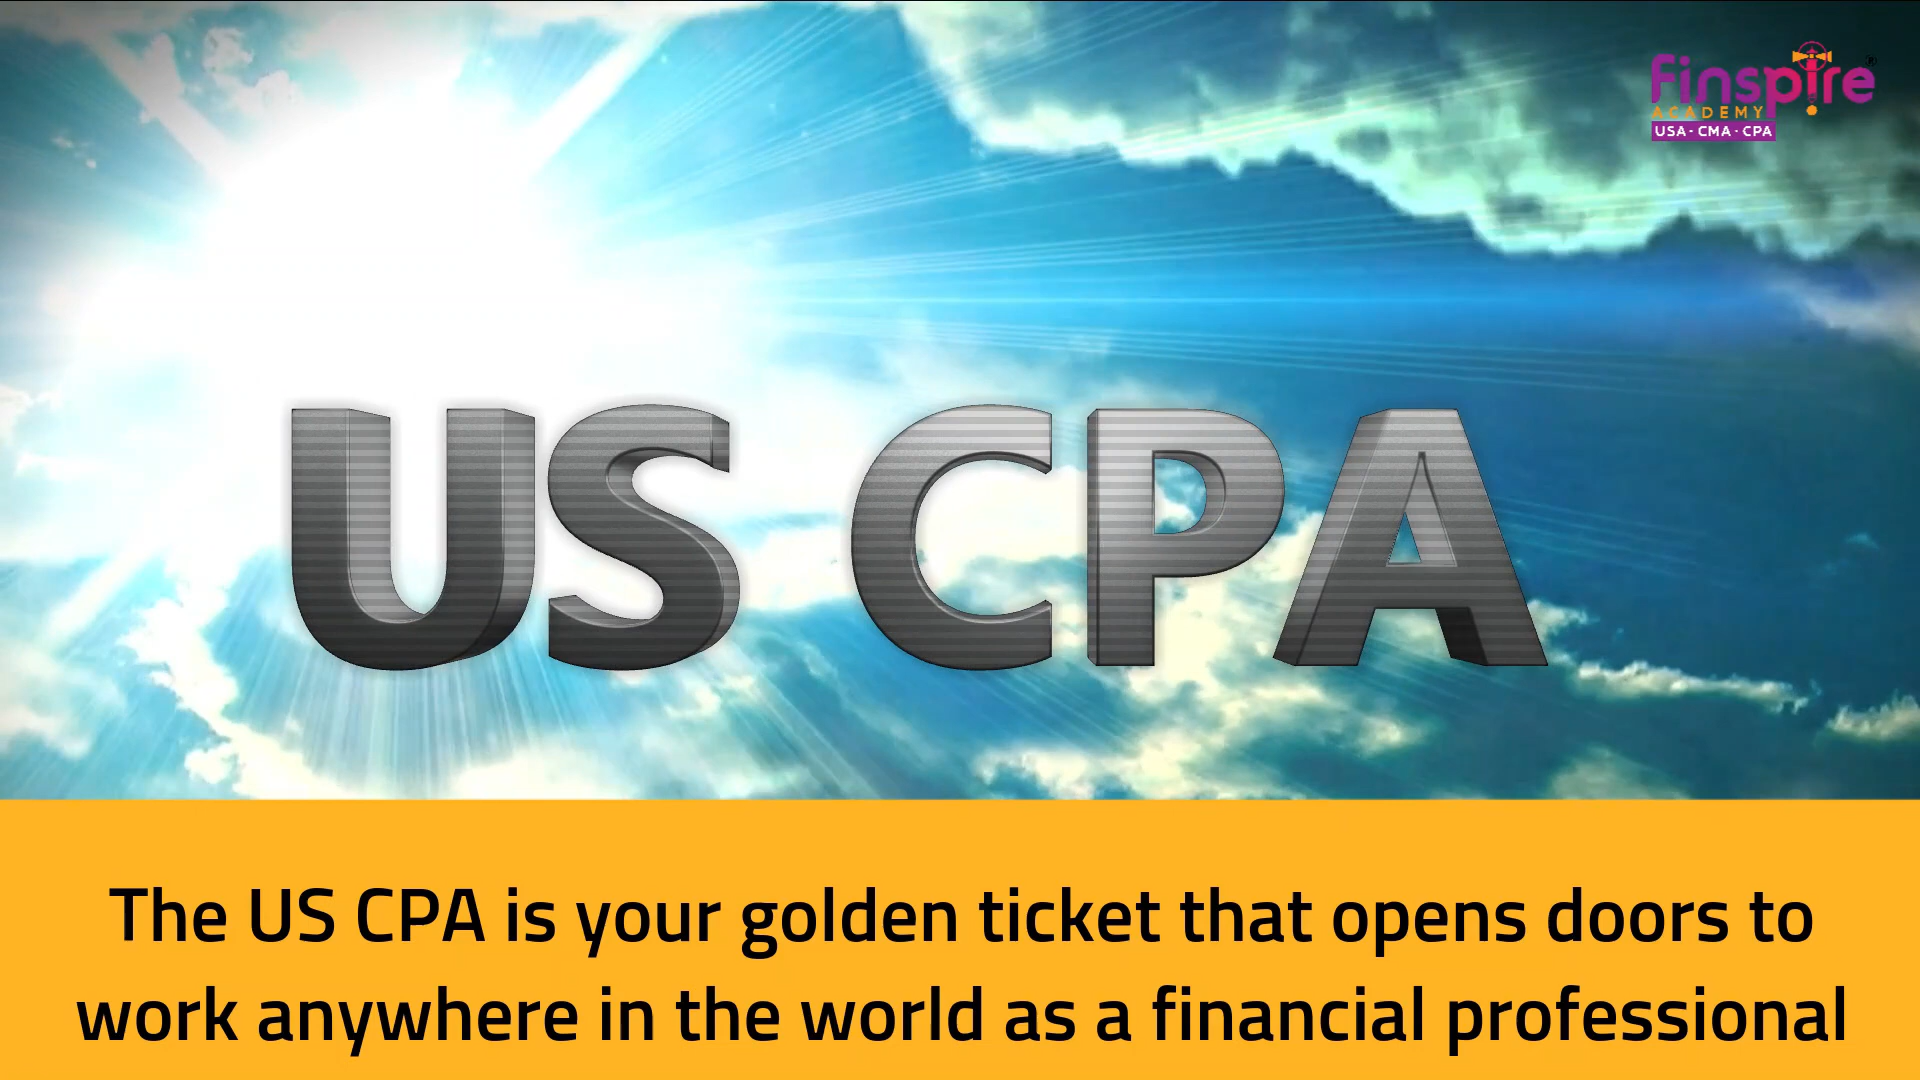 Finspire
ACADEMY
USA · CMA · CPA
US CPA
The US CPA is your golden ticket that opens doors to
work anywhere in the world as a financial professional